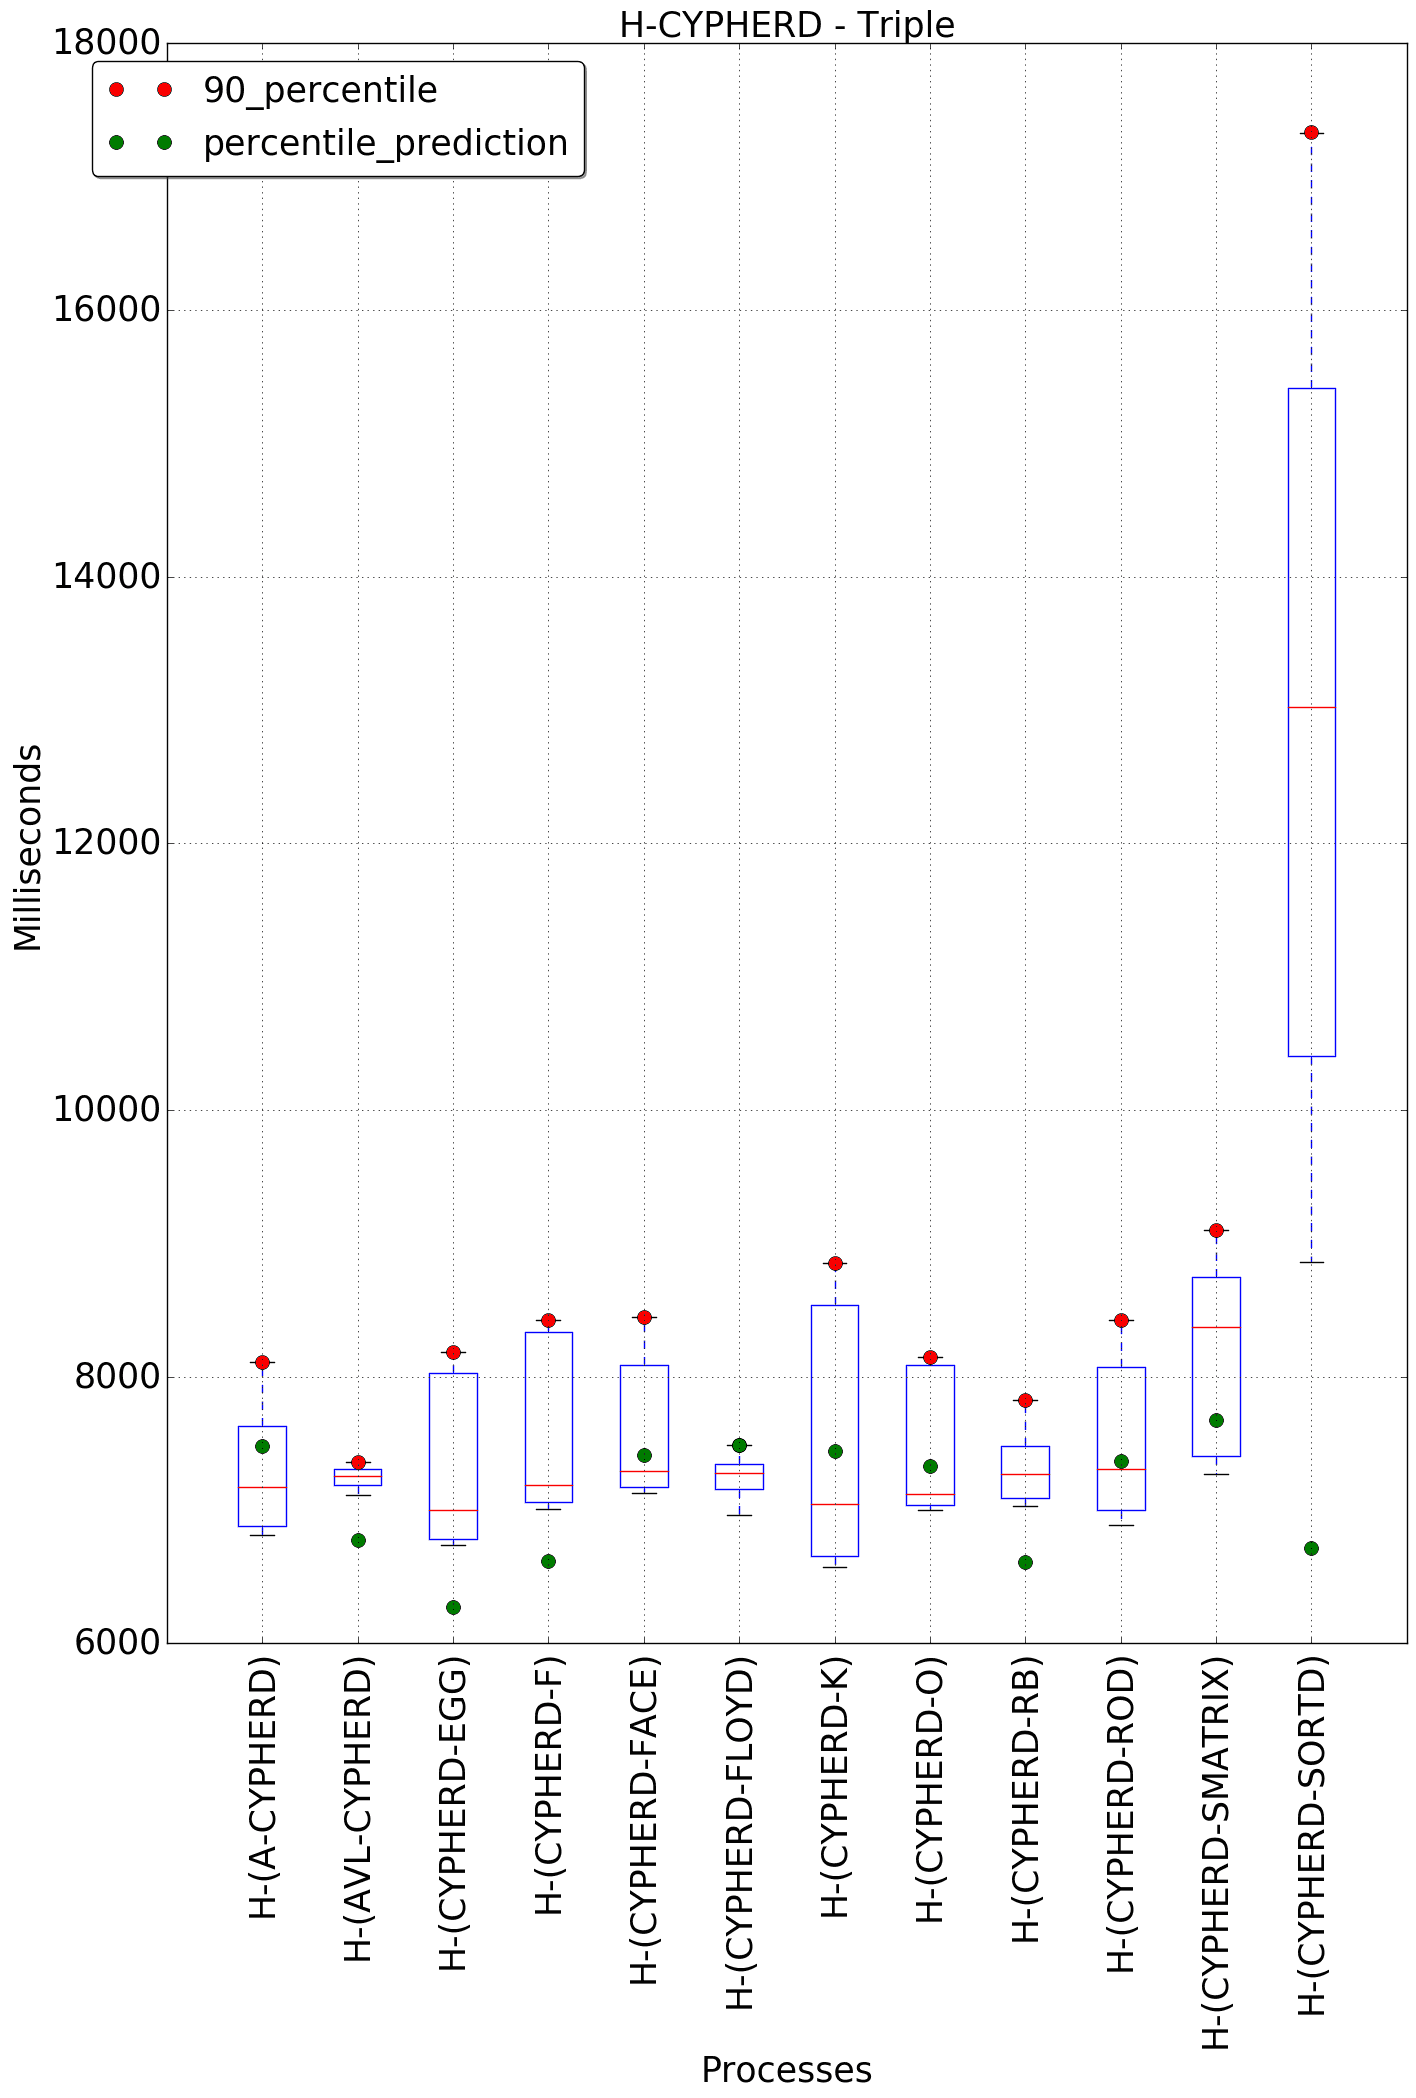 H-CYPHERD - Triple
90_percentile
percentile_prediction
18000
16000
14000
12000
10000
8000
6000
Milliseconds
H-(A-CYPHERD)
H-(AVL-CYPHERD)
H-(CYPHERD-EGG)
H-(CYPHERD-F)
H-(CYPHERD-FACE)
H-(CYPHERD-FLOYD)
H-(CYPHERD-K)
H-(CYPHERD-O)
H-(CYPHERD-RB)
H-(CYPHERD-ROD)
H-(CYPHERD-SMATRIX)
H-(CYPHERD-SORTD)
Processes